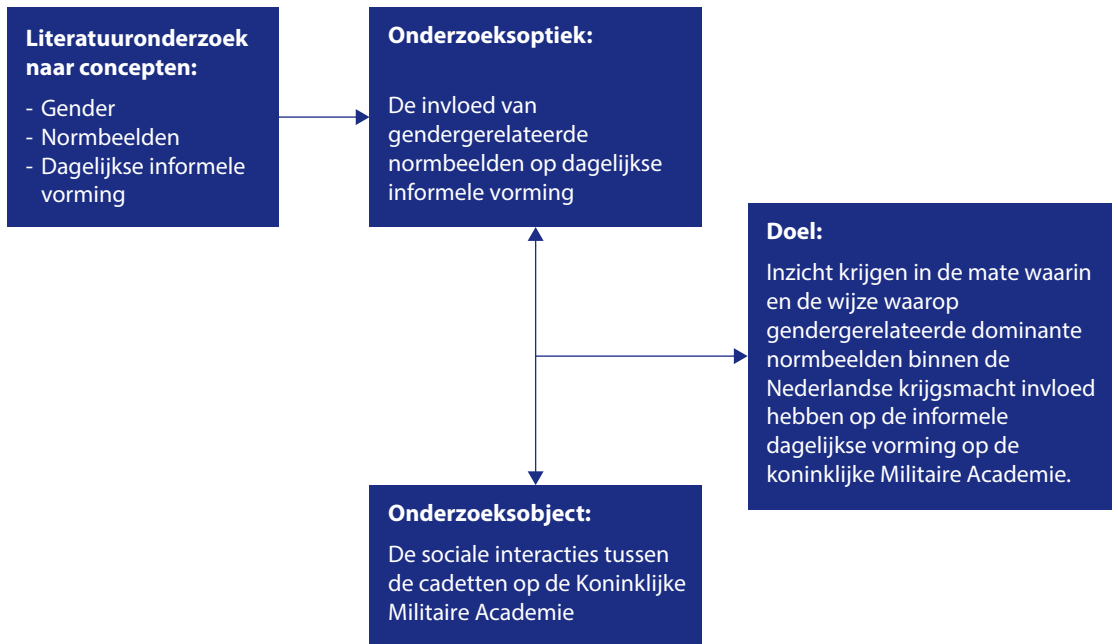 Literatuuronderzoek
naar concepten:
- Gender
- Normbeelden
- Dagelijkse informele
vorming
Onderzoeksoptiek:
De invloed van
gendergerelateerde
normbeelden op dagelijkse
informele vorming
Doel:
Inzicht krijgen in de mate waarin
en de wijze waarop
gendergerelateerde dominante
normbeelden binnen de
Nederlandse krijgsmacht invloed
hebben op de informele
dagelijkse vorming op de
koninklijke Militaire Academie.
Onderzoeksobject:
De sociale interacties tussen
de cadetten op de Koninklijke
Militaire Academie